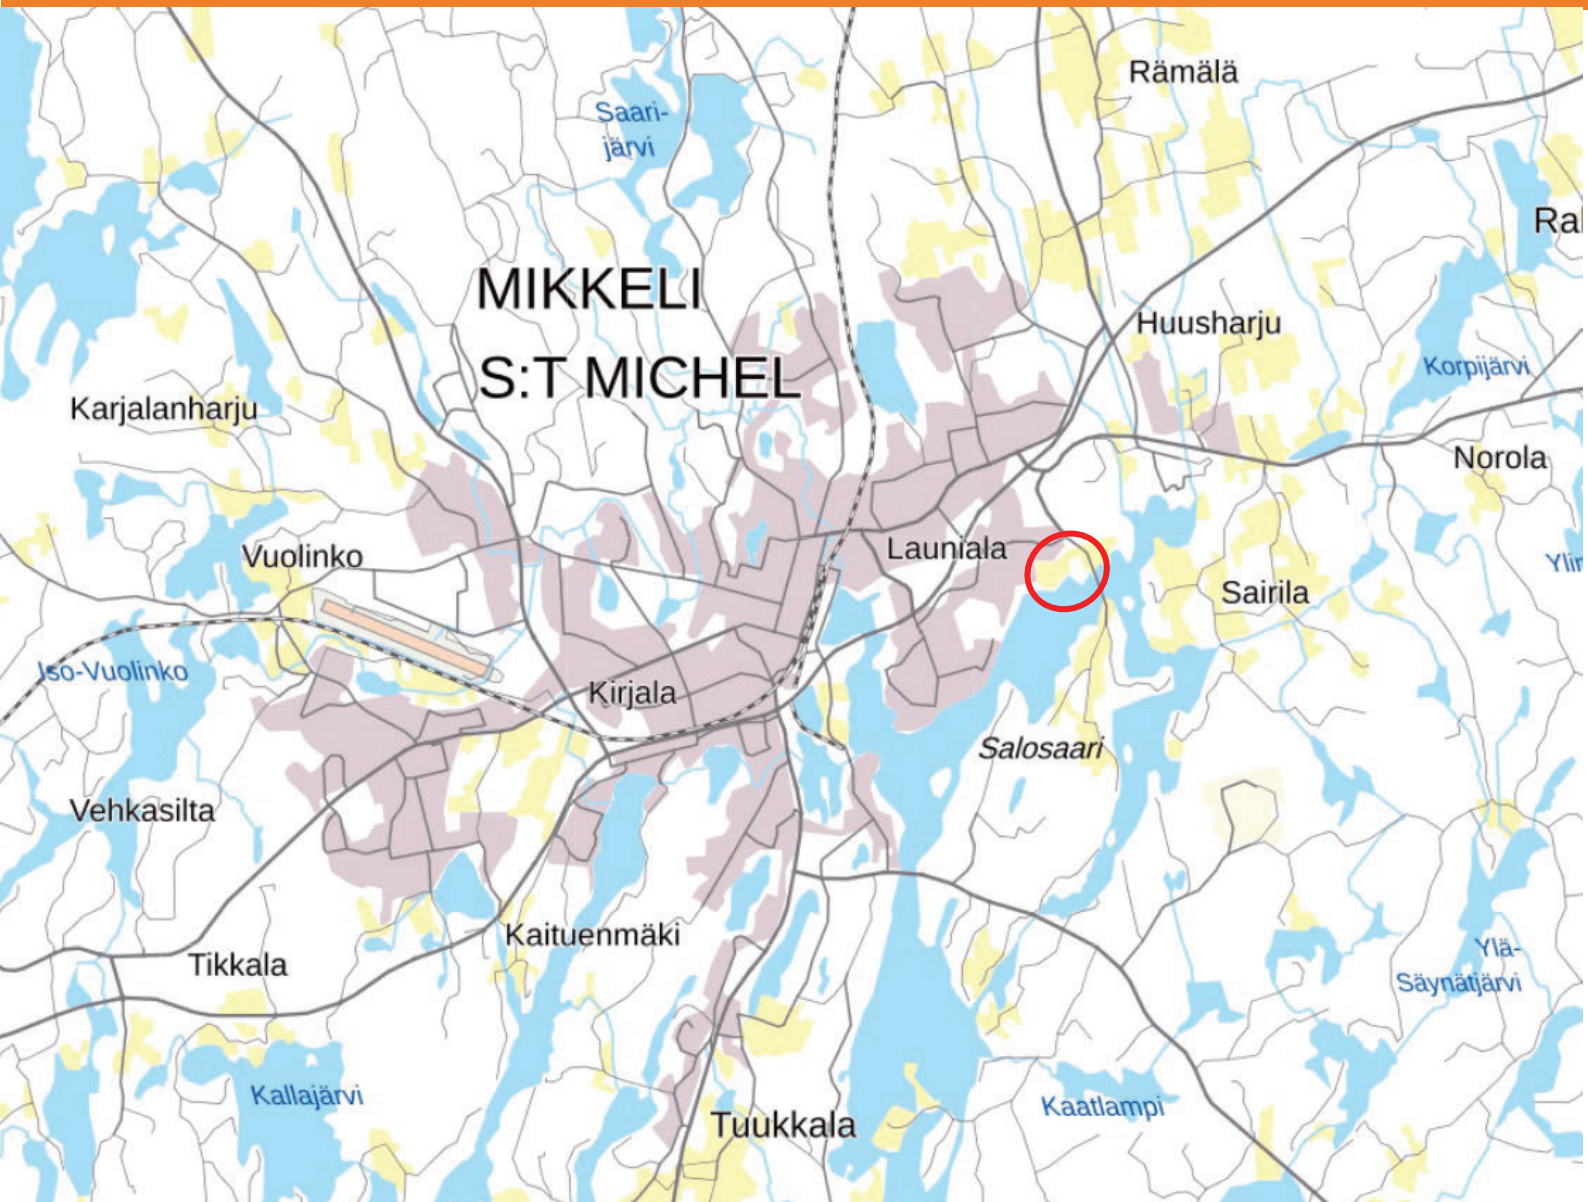 Rämälä
Saari-
järvi
Ral
MIKKELI
S:T MICHEL
Huusharju
Korpijärvi
Karjalanharju
Norola
Vuolinko
Launiala
Sairila
Iso-Vuolinko
Kirjala
Salosaari
Vehkasilta
Kaituenmäki
Tikkala
Ylä-
Säynätjärvi
Kallajärvi
Kaatlampi
Tuukkala